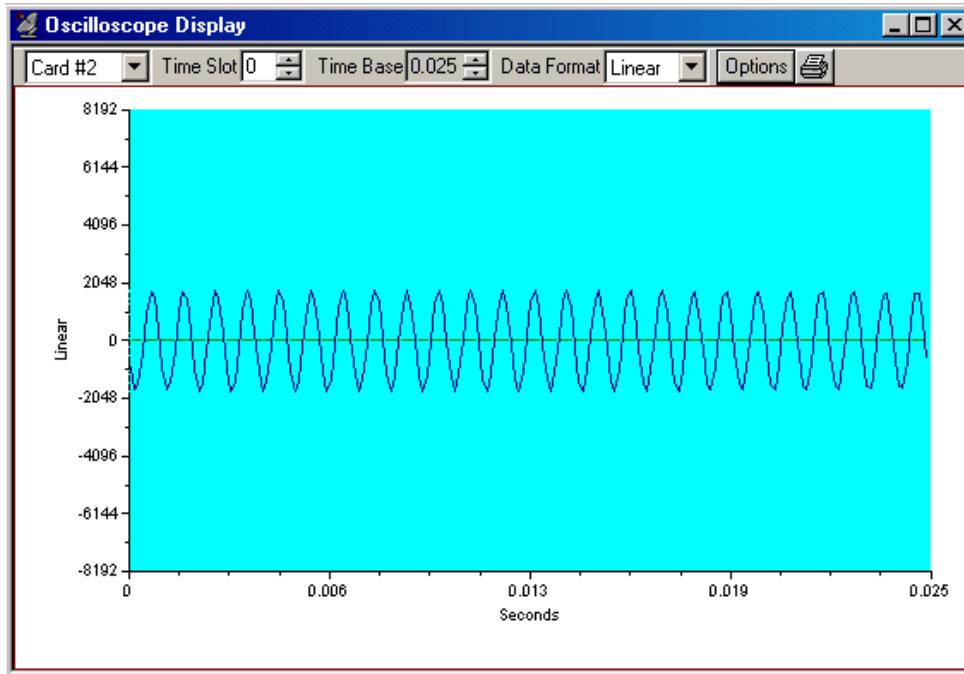 Oscilloscope Display
Card #2 Time Slot 0 Time Base 0.025 Data Format Linear Options
8192
6144
4096
2048
0
-2048
-4096
-6144
-8192
Linear
0 0.006 0.013 0.019 0.025
Seconds